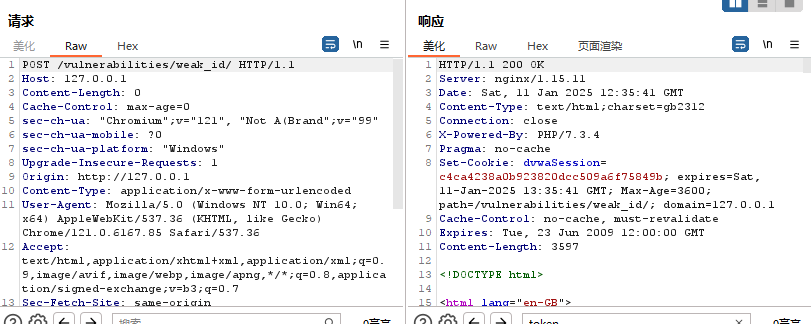 请求
美化 Raw Hex \n
1 POST /vulnerabilities/weak_id/ HTTP/1.1
2 Host: 127.0.0.1
3 Content-Length: 0
4 Cache-Control: max-age=0
5 sec-ch-ua: "Chromium";v="121", "Not A(Brand";v="99"
6 sec-ch-ua-mobile: ?0
7 sec-ch-ua-platform: "Windows"
8 Upgrade-Insecure-Requests: 1
9 Origin: http://127.0.0.1
10 Content-Type: application/x-www-form-urlencoded
11 User-Agent: Mozilla/5.0 (Windows NT 10.0; Win64;
x64) AppleWebKit/537.36 (KHTML, like Gecko)
Chrome/121.0.6167.85 Safari/537.36
12 Accept:
text/html,application/xhtml+xml,application/xml;q=0.
9,image/avif,image/webp,image/apng,*/*;q=0.8,applica
tion/signed-exchange;v=b3;q=0.7
13 Sec-Fetch-Site: same-origin
搜索 0高亮
响应
美化 Raw Hex 页面渲染 \n
1 HTTP/1.1 200 OK
2 Server: nginx/1.15.11
3 Date: Sat, 11 Jan 2025 12:35:41 GMT
4 Content-Type: text/html;charset=gb2312
5 Connection: close
6 X-Powered-By: PHP/7.3.4
7 Pragma: no-cache
8 Set-Cookie: dvwaSession=
c4ca4238a0b923820dcc509a6f75849b; expires=Sat,
11-Jan-2025 13:35:41 GMT; Max-Age=3600;
path=/vulnerabilities/weak_id/; domain=127.0.0.1
9 Cache-Control: no-cache, must-revalidate
10 Expires: Tue, 23 Jun 2009 12:00:00 GMT
11 Content-Length: 3597
12
13 <!DOCTYPE html>
14
15 <html lang="en-GB">
token 0高亮